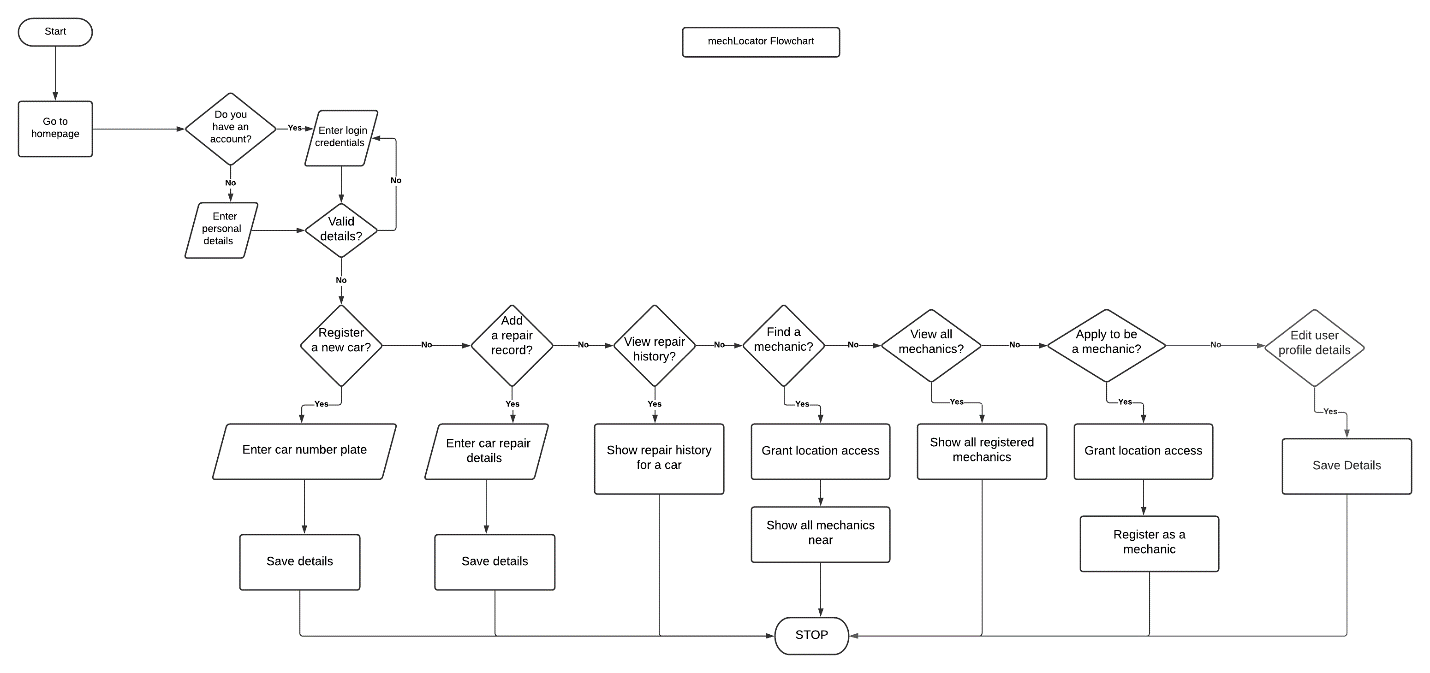 Start
mechLocator Flowchart
Go to
homepage
Do you
have an
account?
Yes
Enter login
credentials
No
No
Enter
personal
details
Valid
details?
No
Register
a new car?
No
Add
a repair
record?
No
View repair
history?
No
Find a
mechanic?
No
View all
mechanics?
No
Apply to be
a mechanic?
No
Edit user
profile details
Yes
Yes
Yes
Yes
Yes
Yes
Yes
Enter car number plate
Enter car repair
details
Show repair history
for a car
Grant location access
Show all registered
mechanics
Grant location access
Save Details
Show all mechanics
near
Register as a
mechanic
Save details
Save details
STOP